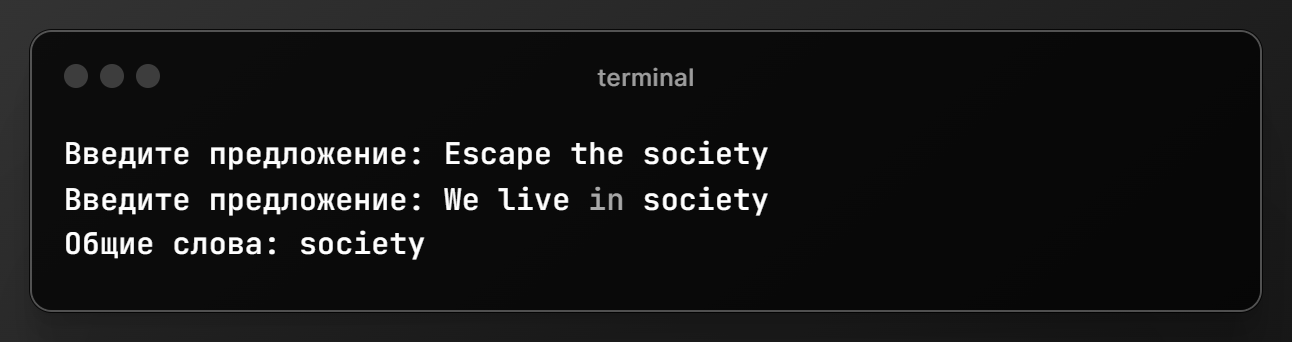 terminal
Введите предложение: Escape the society
Введите предложение: We live in society
Общие слова: society